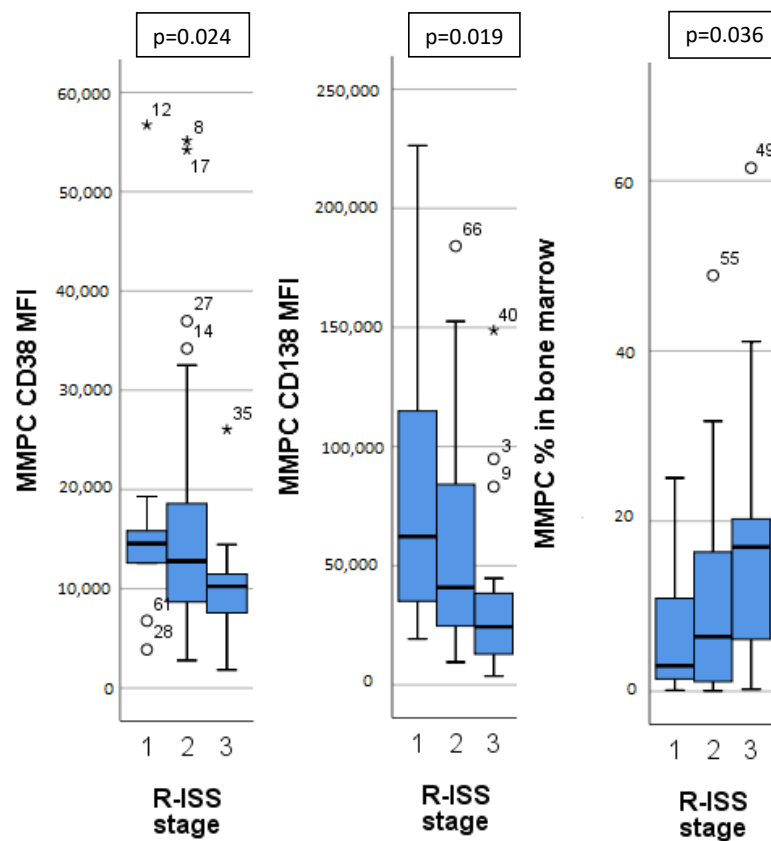 p=0.024
MMPC CD38 MFI
60,000
50,000
40,000
30,000
20,000
10,000
0
12
8
17
27
14
35
61
28
1 2 3
R-ISS
stage
p=0.019
MMPC CD138 MFI
250,000
200,000
150,000
100,000
50,000
0
66
40
3
9
1 2 3
R-ISS
stage
p=0.036
MMPC % in bone marrow
60
40
20
0
49
55
1 2 3
R-ISS
stage